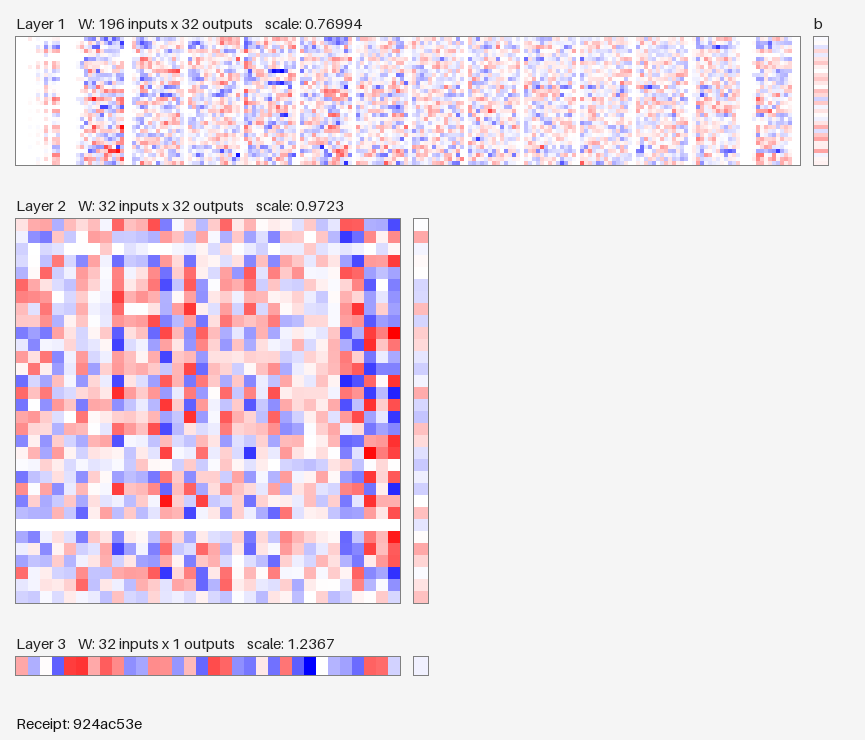 Layer 1 W: 196 inputs x 32 outputs scale: 0.76994 b
Layer 2 W: 32 inputs x 32 outputs scale: 0.9723
Layer 3 W: 32 inputs x 1 outputs scale: 1.2367
Receipt: 924ac53e